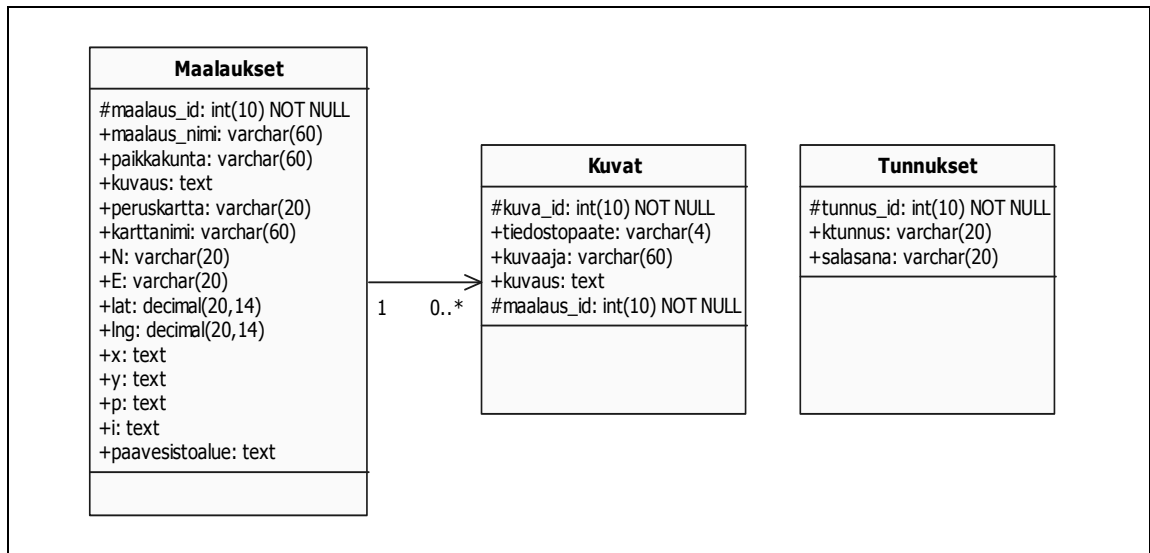 Maalaukset
#maalaus_id: int(10) NOT NULL
+maalaus_nimi: varchar(60)
+paikkakunta: varchar(60)
+kuvaus: text
+peruskartta: varchar(20)
+karttanimi: varchar(60)
+N: varchar(20)
+E: varchar(20)
+lat: decimal(20,14)
+lng: decimal(20,14)
+x: text
+y: text
+p: text
+i: text
+paavesistoalue: text
1 0..*
Kuvat
#kuva_id: int(10) NOT NULL
+tiedostopaate: varchar(4)
+kuvaaja: varchar(60)
+kuvaus: text
#maalaus_id: int(10) NOT NULL
Tunnukset
#tunnus_id: int(10) NOT NULL
+ktunnus: varchar(20)
+salasana: varchar(20)